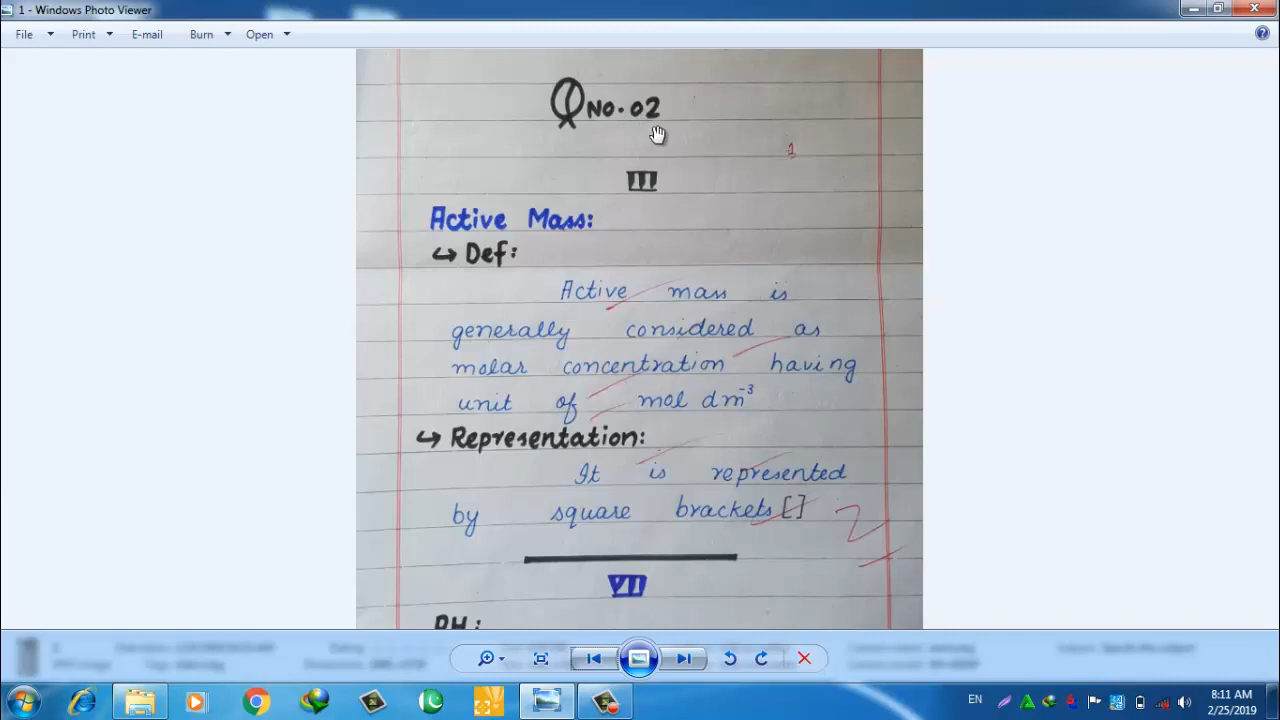 1 - Windows Photo Viewer
File Print E-mail Burn Open
Q No. 02
1
III
Active Mass:
↪ Def:
Active mass is
generally considered as
molar concentration having
unit of mol dm⁻³
↪ Representation:
It is represented
by square brackets []
2
VII
PH:
EN
8:11 AM
2/25/2019